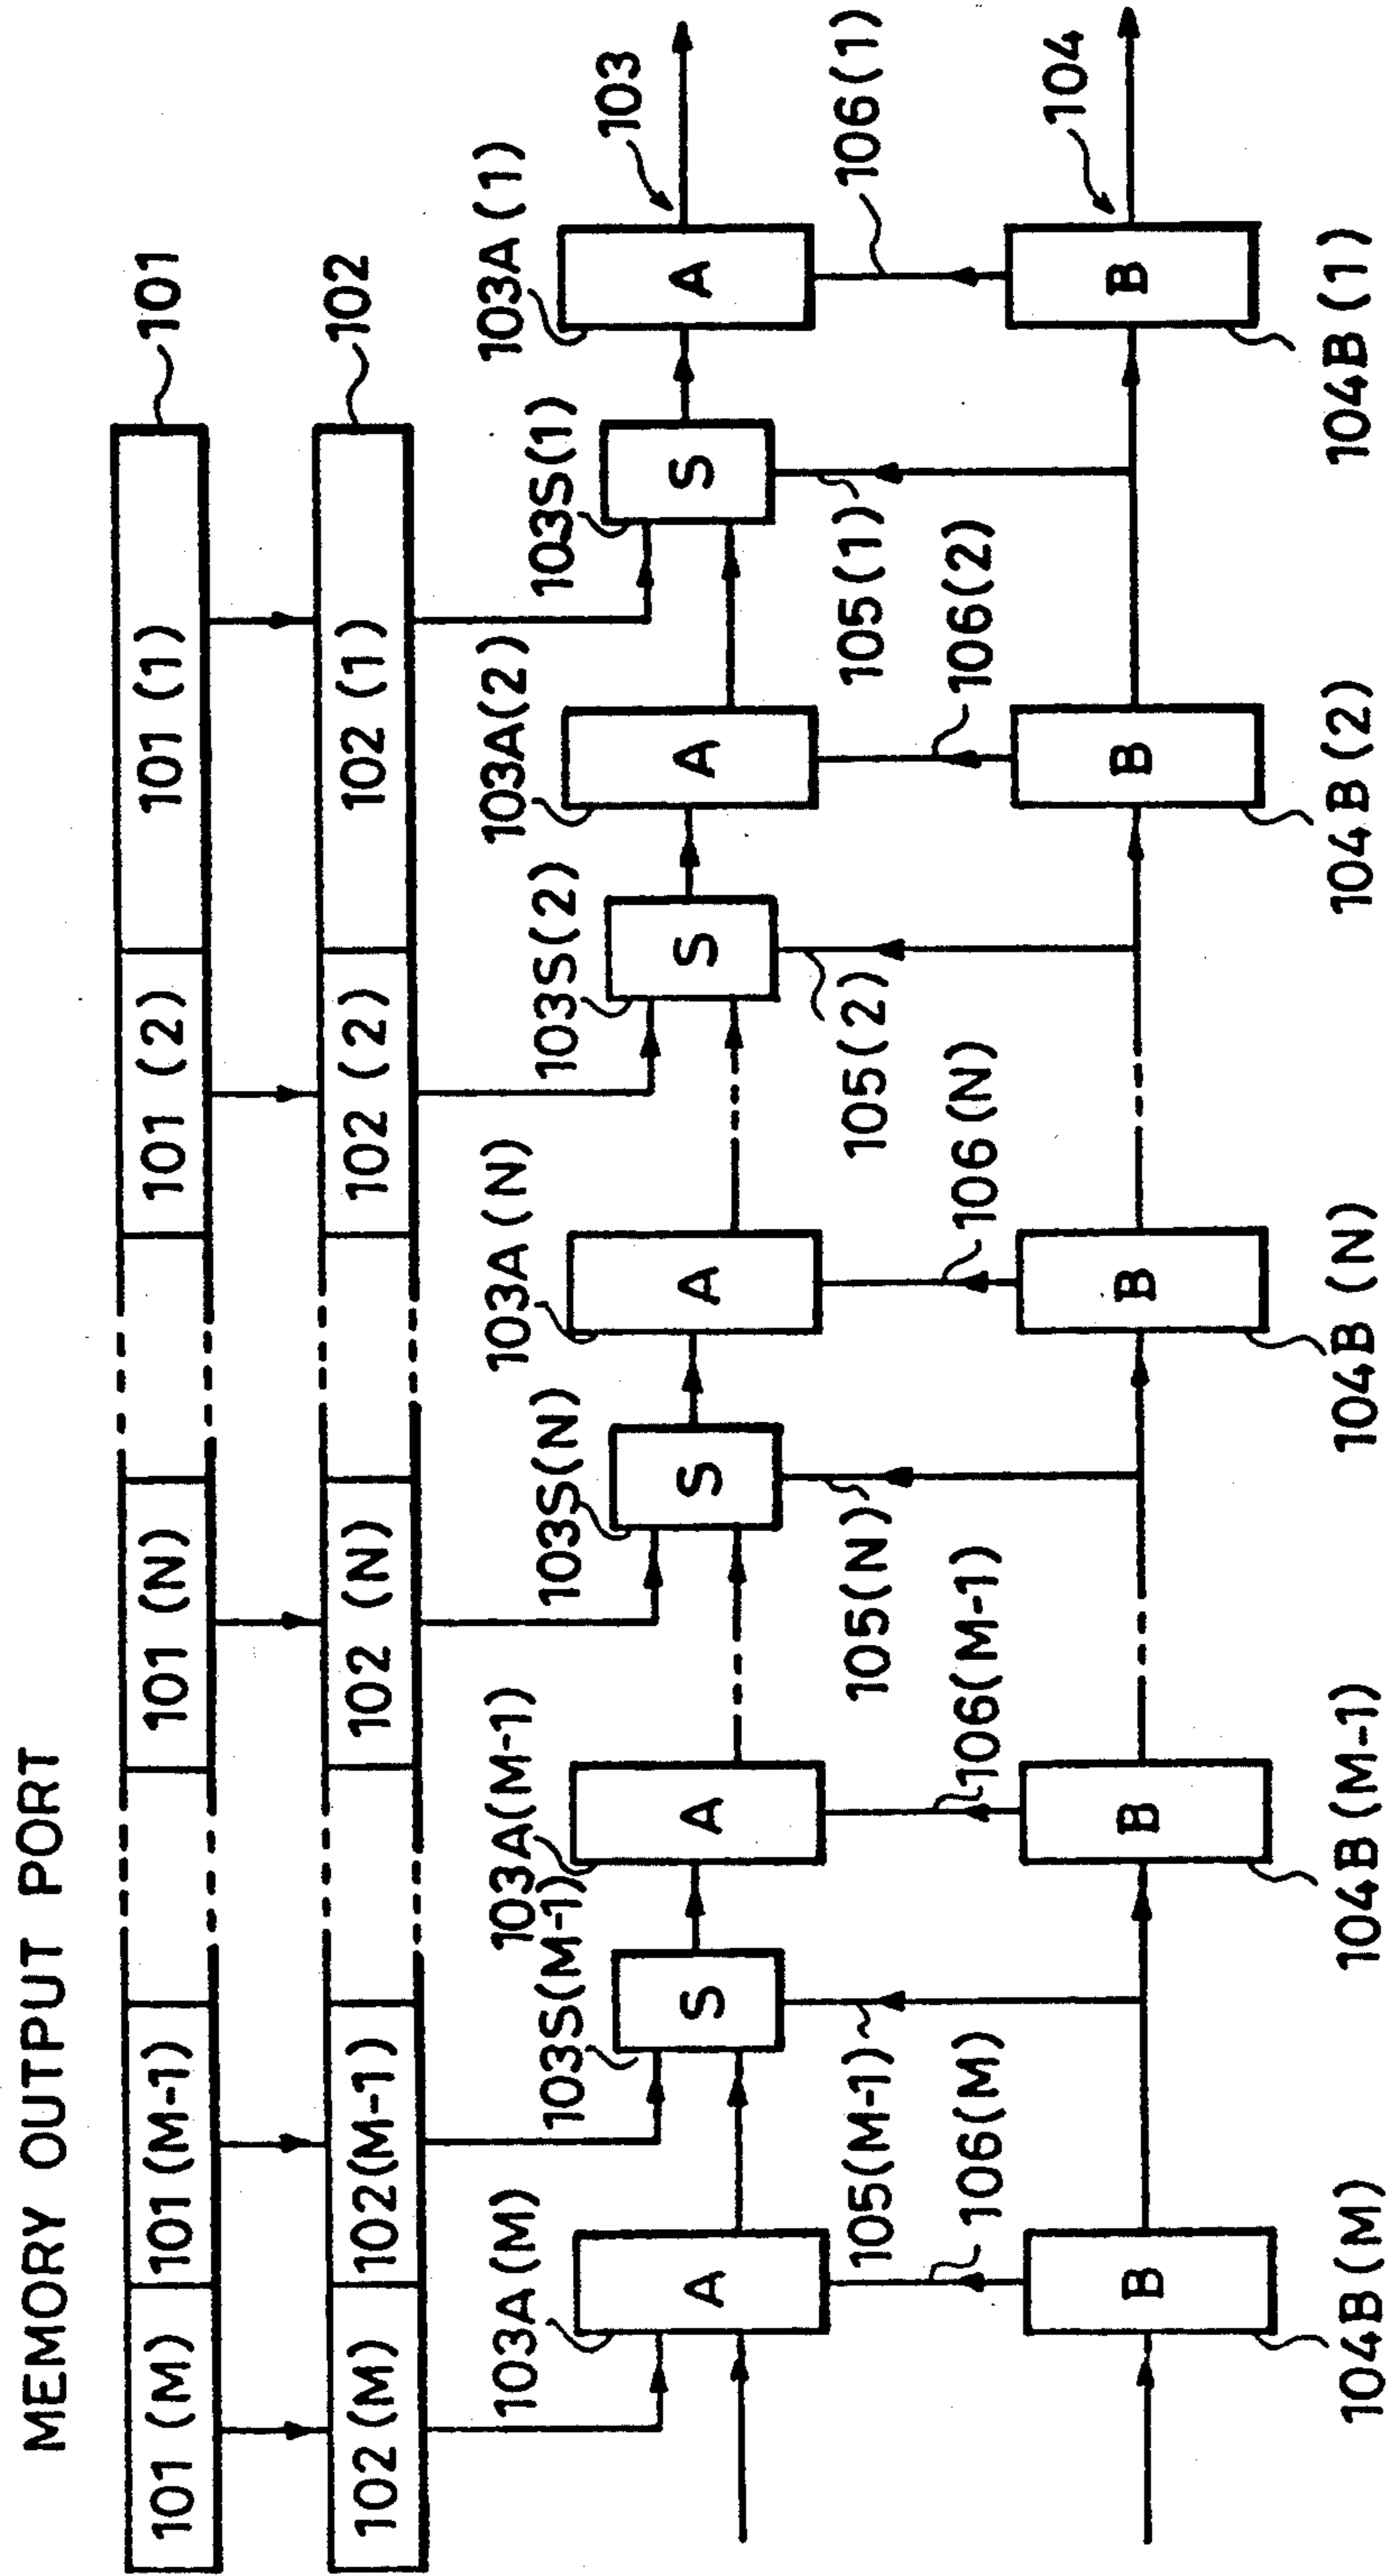 MEMORY OUTPUT PORT
101 (M) 101 (M-1) 101 (N) 101 (2) 101 (1) 101
102 (M) 102 (M-1) 102 (N) 102 (2) 102 (1) 102
103A (M) 103S(M-1) 103A(M-1) 103S(N) 103A (N) 103S(2) 103A(2) 103S(1) 103A (1) 103
A S A S A S A S A
105(M-1) 105(N) 105(2) 105(1) 106(1)
106(M) 106(M-1) 106(N) 106(2) 104
B B B B B
104B(M) 104B(M-1) 104B (N) 104B(2) 104B(1)